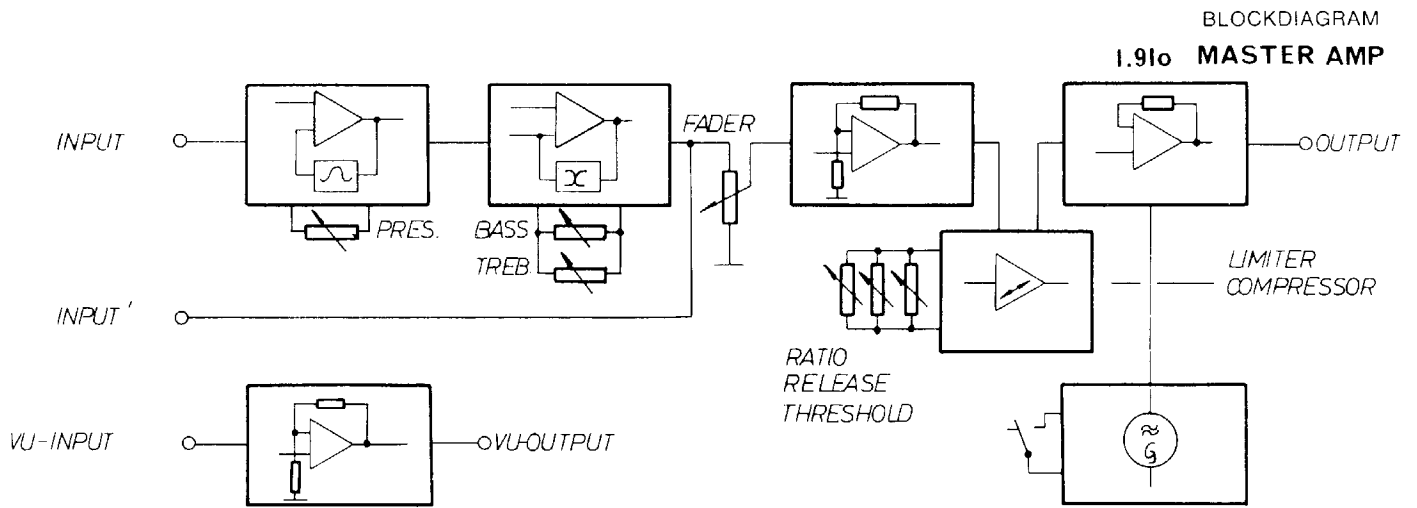 BLOCKDIAGRAM
1.91o MASTER AMP
INPUT
FADER
OUTPUT
PRES.
BASS
TREB.
LIMITER
COMPRESSOR
INPUT'
RATIO
RELEASE
THRESHOLD
VU-INPUT
VU-OUTPUT
G